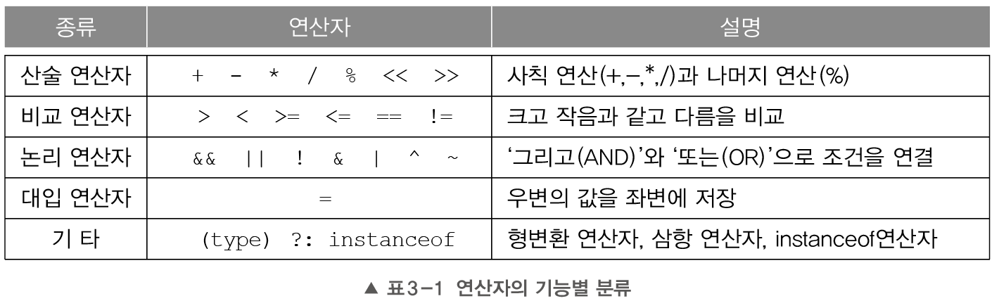 종류 연산자 설명
산술 연산자 + - * / % << >> 사칙 연산(+,-,*,/)과 나머지 연산(%)
비교 연산자 > < >= <= == != 크고 작음과 같고 다름을 비교
논리 연산자 && || ! & | ^ ~ ‘그리고(AND)’와 ‘또는(OR)’으로 조건을 연결
대입 연산자 = 우변의 값을 좌변에 저장
기 타 (type) ?: instanceof 형변환 연산자, 삼항 연산자, instanceof연산자
▲ 표3-1 연산자의 기능별 분류